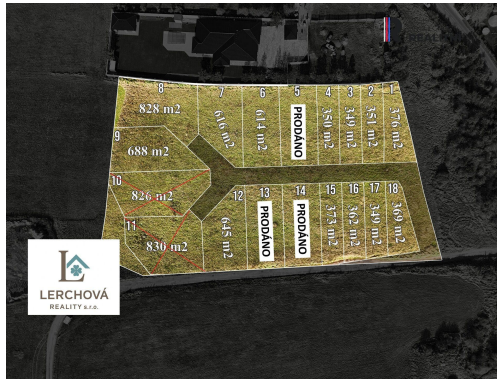 REALITY
8
7
6
5
4
3
2
1
828 m2
616 m2
614 m2
PRODÁNO
350 m2
349 m2
351 m2
376 m2
9
688 m2
10
826 m2
11
830 m2
12
13
14
15
16
17
18
645 m2
PRODÁNO
PRODÁNO
373 m2
362 m2
349 m2
369 m2
LERCHOVÁ
REALITY s.r.o.